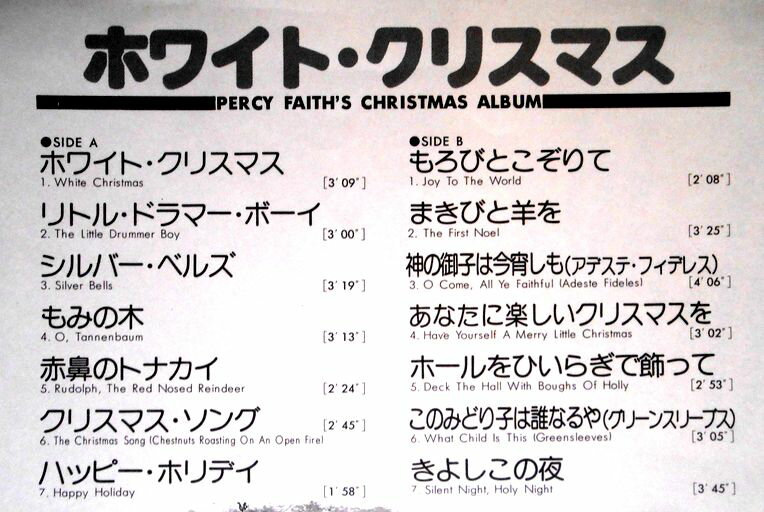 ホワイト・クリスマス
PERCY FAITH'S CHRISTMAS ALBUM
●SIDE A
ホワイト・クリスマス
1. White Christmas [3′09″]
リトル・ドラマー・ボーイ
2. The Little Drummer Boy [3′00″]
シルバー・ベルズ
3. Silver Bells [3′19″]
もみの木
4. O, Tannenbaum [3′13″]
赤鼻のトナカイ
5. Rudolph, The Red Nosed Reindeer [2′24″]
クリスマス・ソング [2′45″]
6. The Christmas Song (Chestnuts Roasting On An Open Fire)
ハッピー・ホリデイ
7. Happy Holiday [1′58″]
●SIDE B
もろびとこぞりて
1. Joy To The World [2′08″]
まきびと羊を
2. The First Noel [3′25″]
神の御子は今宵しも(アデステ・フィデレス)
3. O Come, All Ye Faithful (Adeste Fideles) [4′06″]
あなたに楽しいクリスマスを
4. Have Yourself A Merry Little Christmas [3′02″]
ホールをひいらぎで飾って
5. Deck The Hall With Boughs Of Holly [2′53″]
このみどり子は誰なるや(グリーンスリーブス)
6. What Child Is This (Greensleeves) [3′05″]
きよしこの夜
7. Silent Night, Holy Night [3′45″]